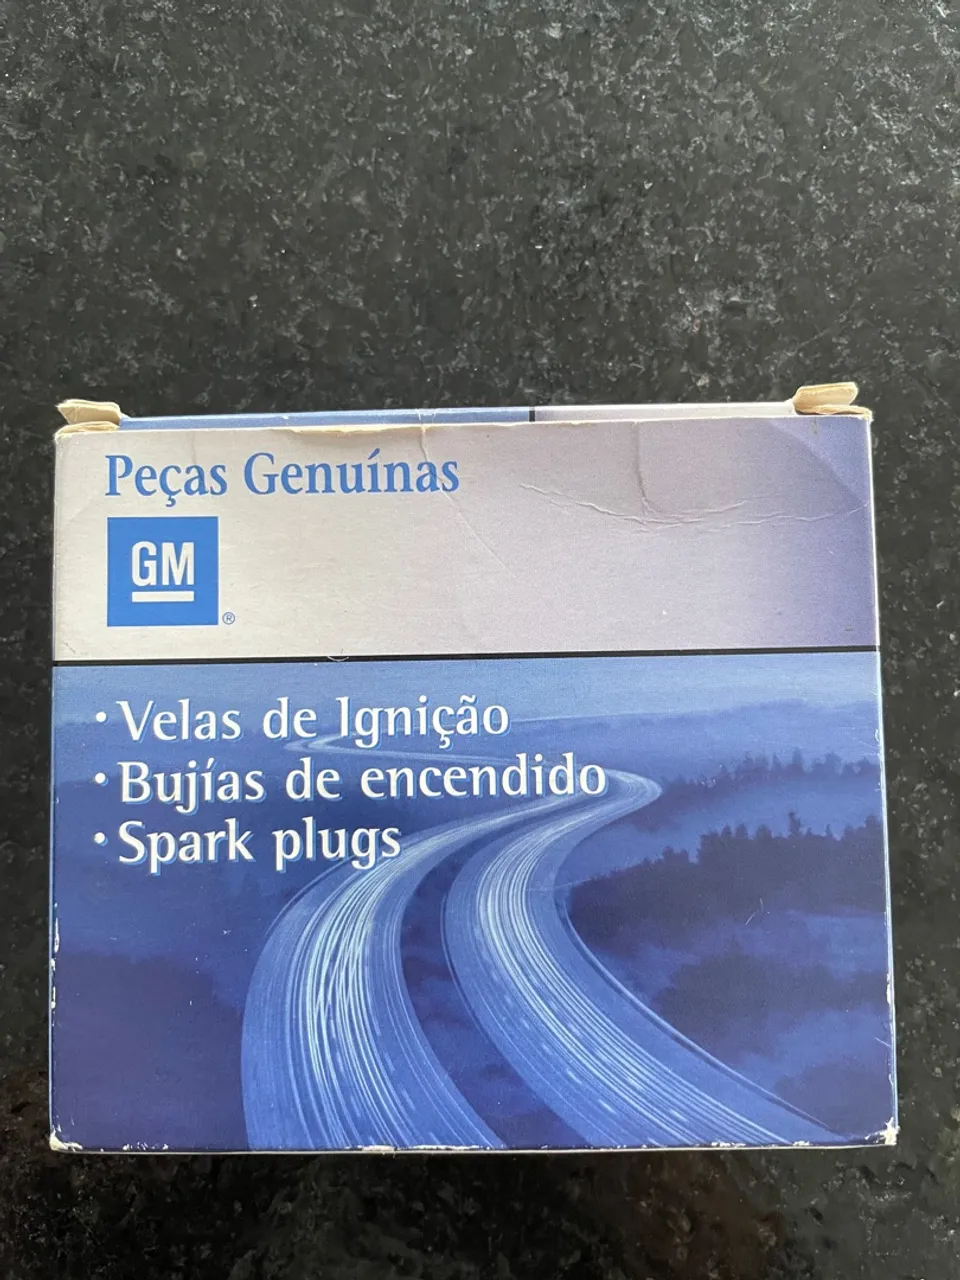 Peças Genuínas
GM
®
• Velas de Ignição
• Bujías de encendido
• Spark plugs